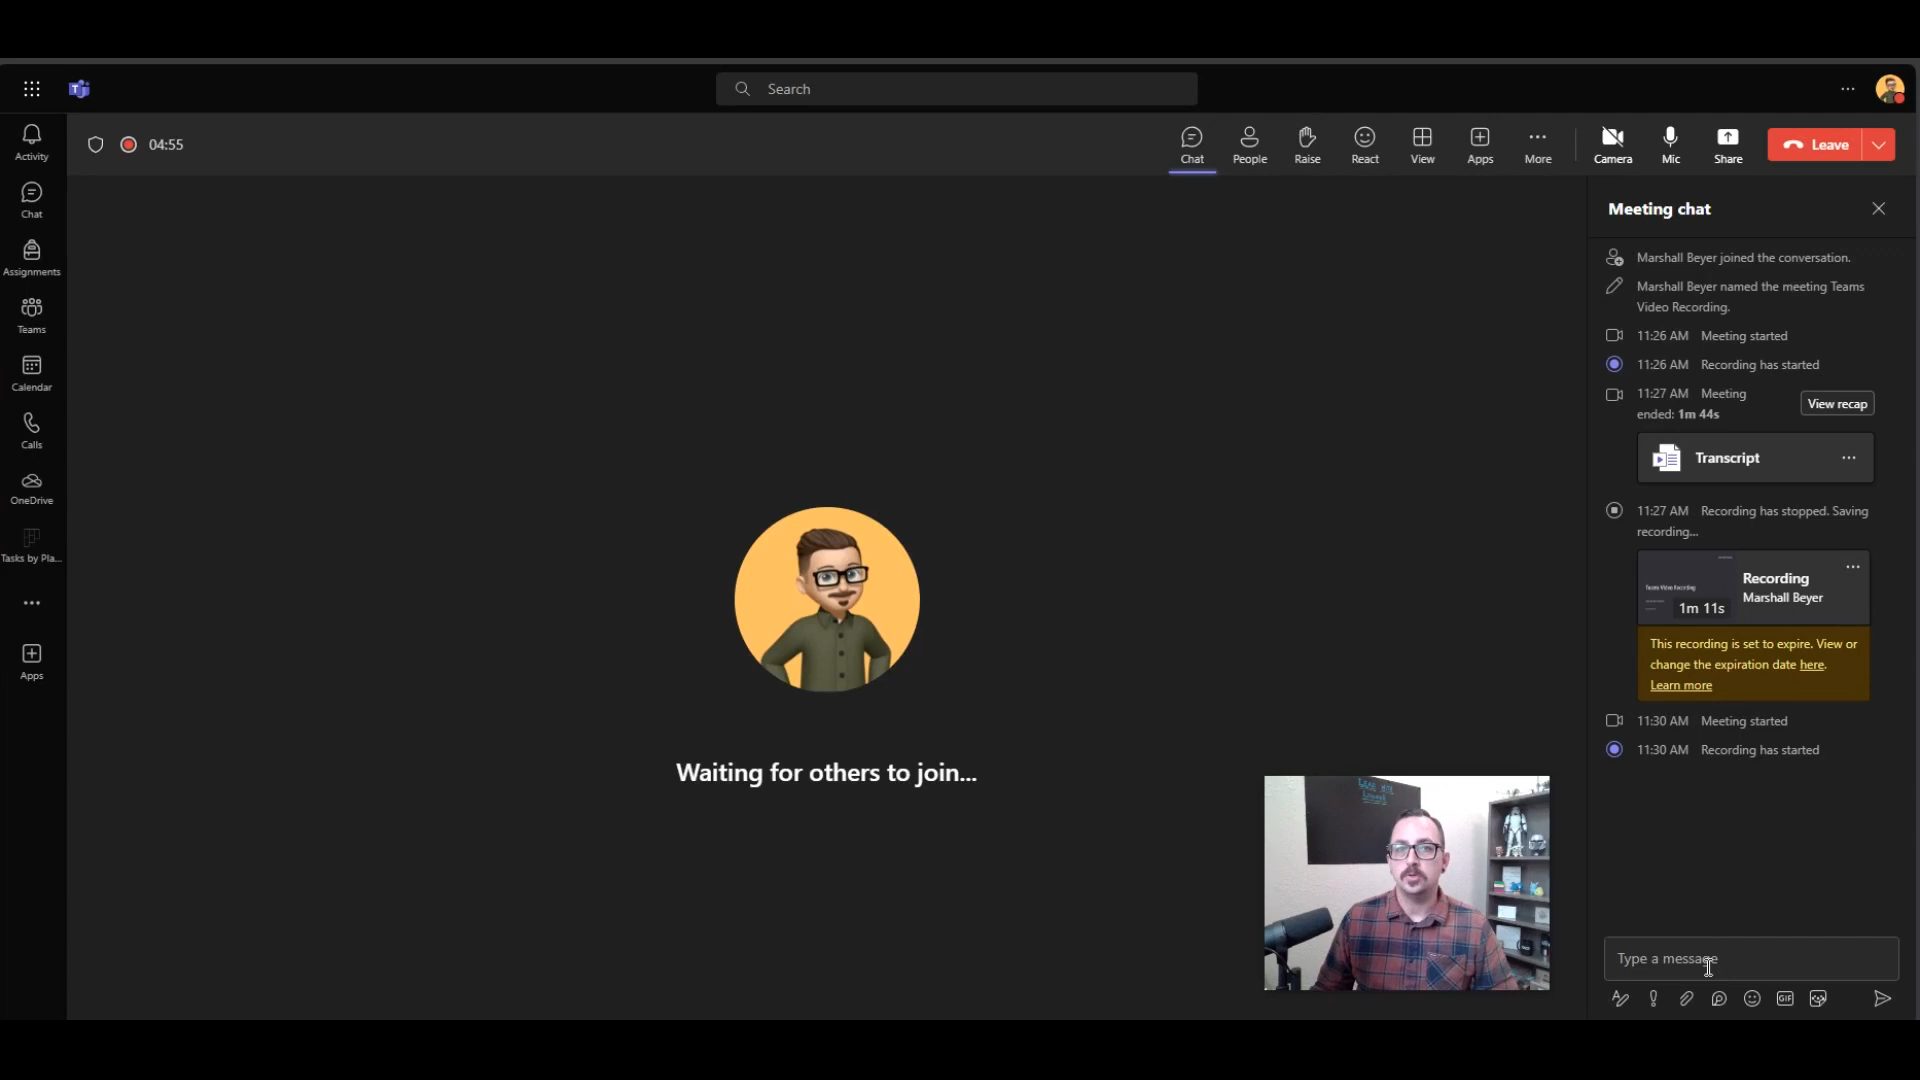 Search
04:55
Chat
People
Raise
React
View
Apps
More
Camera
Mic
Share
Leave
Activity
Chat
Assignments
Teams
Calendar
Calls
OneDrive
Tasks by Pla...
Apps
Waiting for others to join...
Meeting chat
Marshall Beyer joined the conversation.
Marshall Beyer named the meeting Teams
Video Recording.
11:26 AM Meeting started
11:26 AM Recording has started
11:27 AM Meeting
ended: 1m 44s
View recap
Transcript
11:27 AM Recording has stopped. Saving
recording...
Teams Video Recording
1m 11s
Recording
Marshall Beyer
This recording is set to expire. View or
change the expiration date here.
Learn more
11:30 AM Meeting started
11:30 AM Recording has started
Type a message
GIF